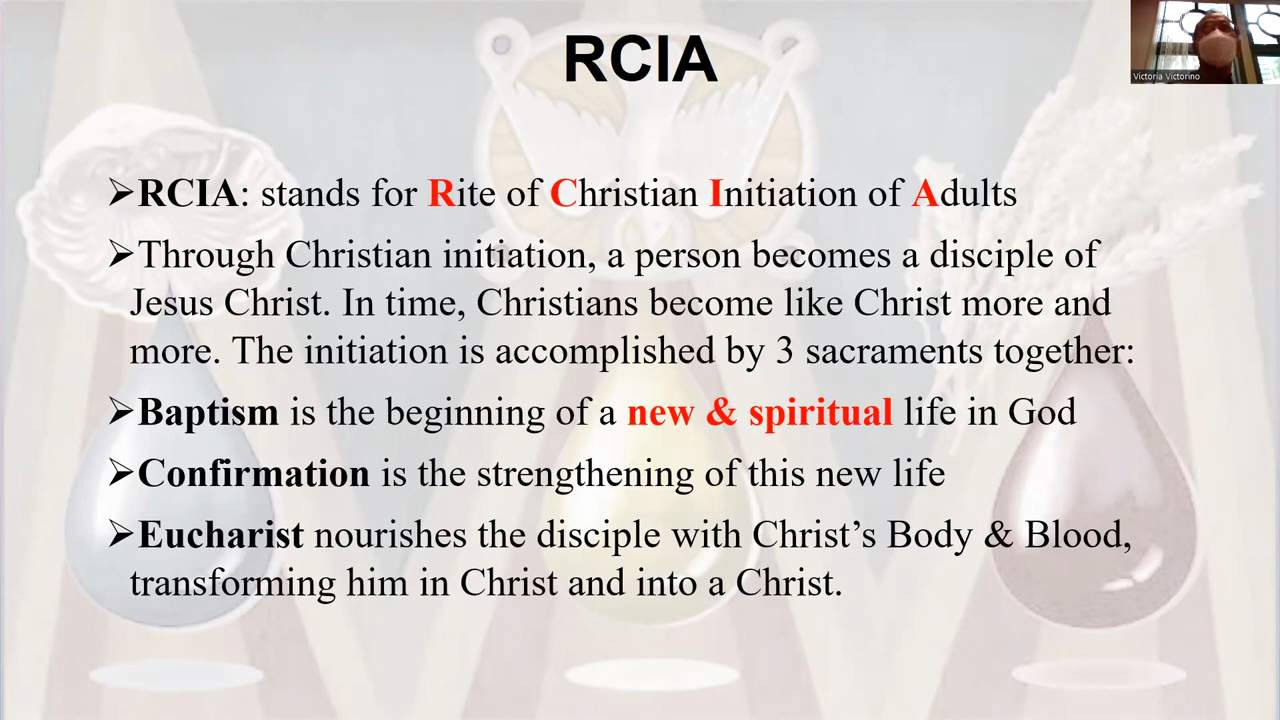 RCIA
Victoria Victorino
➢RCIA: stands for Rite of Christian Initiation of Adults
➢Through Christian initiation, a person becomes a disciple of
Jesus Christ. In time, Christians become like Christ more and
more. The initiation is accomplished by 3 sacraments together:
➢Baptism is the beginning of a new & spiritual life in God
➢Confirmation is the strengthening of this new life
➢Eucharist nourishes the disciple with Christ’s Body & Blood,
transforming him in Christ and into a Christ.